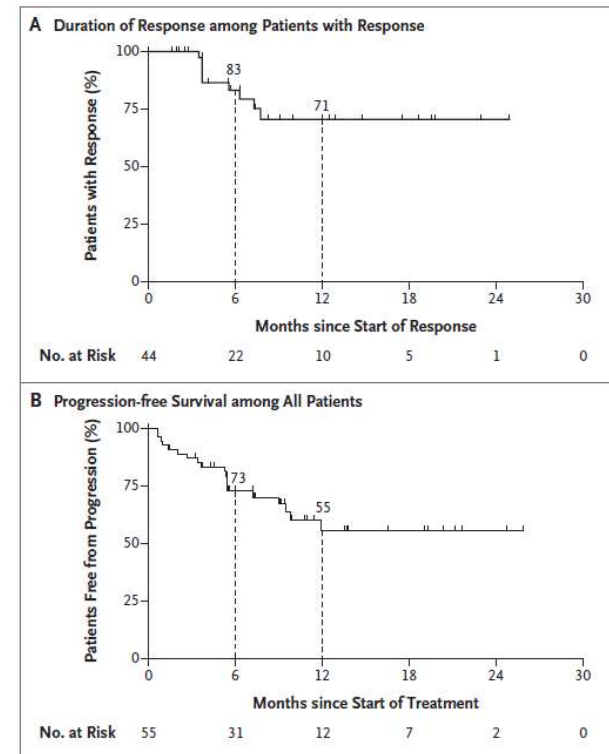 A Duration of Response among Patients with Response
Patients with Response (%)
100
75
50
25
0
83
71
0 6 12 18 24 30
Months since Start of Response
No. at Risk 44 22 10 5 1 0
B Progression-free Survival among All Patients
Patients Free from Progression (%)
100
75
50
25
0
73
55
0 6 12 18 24 30
Months since Start of Treatment
No. at Risk 55 31 12 7 2 0